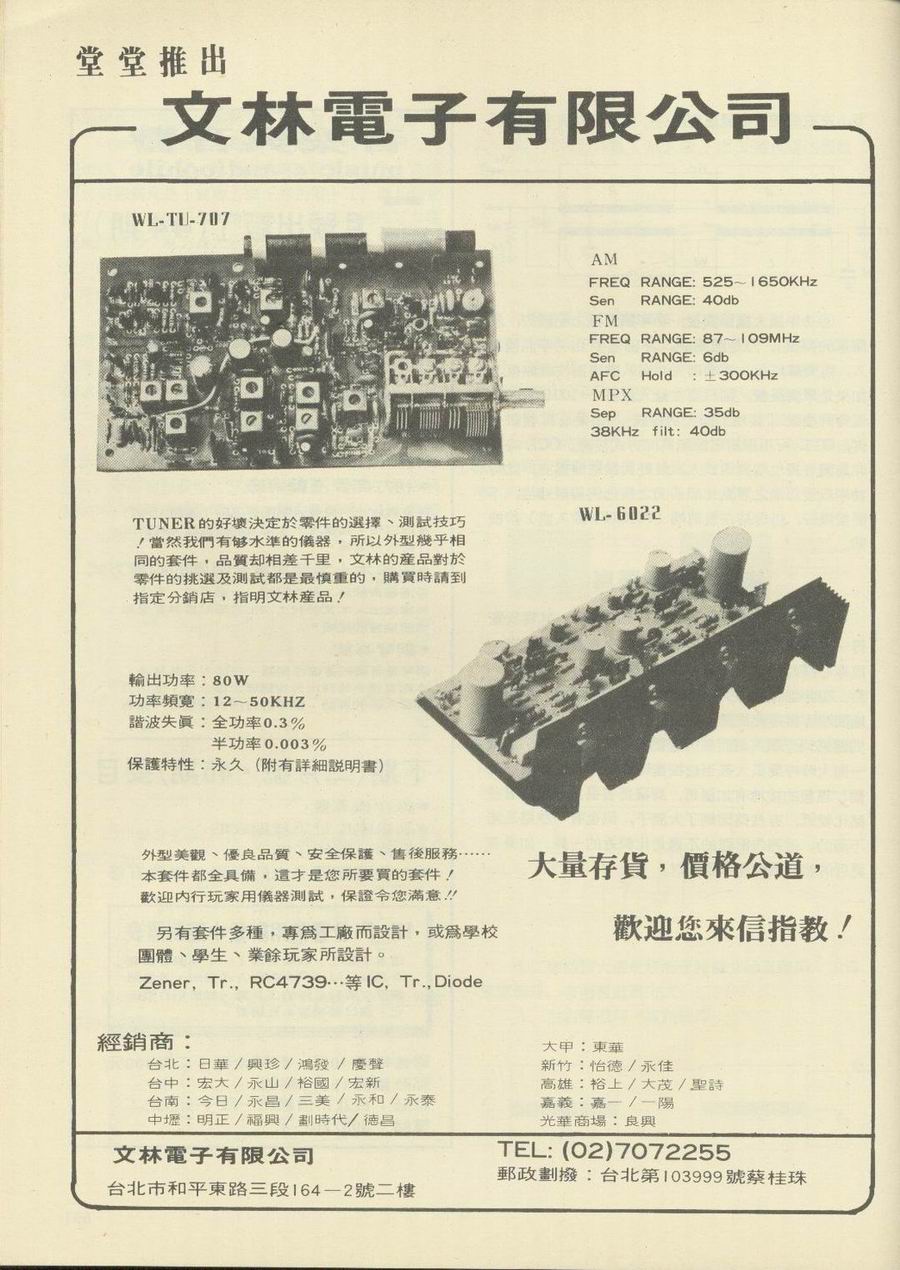 堂堂推出
文林電子有限公司
WL-TU-707
AM
FREQ RANGE: 525~1650KHz
Sen RANGE: 40db
FM
FREQ RANGE: 87~109MHz
Sen RANGE: 6db
AFC Hold : ±300KHz
MPX
Sep RANGE: 35db
38KHz filt: 40db
TUNER的好壞決定於零件的選擇、測試技巧
!當然我們有够水準的儀器，所以外型幾乎相
同的套件，品質却相差千里，文林的產品對於
零件的挑選及測試都是最慎重的，購買時請到
指定分銷店，指明文林產品!
WL-6022
輸出功率：80W
功率頻寬：12~50KHZ
諧波失眞：全功率0.3%
半功率0.003%
保護特性：永久（附有詳細說明書）
外型美觀、優良品質、安全保護、售後服務……
本套件都全具備，這才是您所要買的套件!
歡迎内行玩家用儀器測試，保證令您滿意!!
另有套件多種，專爲工廠而設計，或爲學校
團體、學生、業餘玩家所設計。
Zener, Tr., RC4739…等IC, Tr., Diode
大量存貨，價格公道，
歡迎您來信指教!
經銷商：
台北：日華/興珍/鴻發/慶聲
台中：宏大/永山/裕國/宏新
台南：今日/永昌/三美/永和/永泰
中壢：明正/福興/劃時代/德昌
大甲：東華
新竹：怡德/永佳
高雄：裕上/大茂/聖詩
嘉義：嘉一/一陽
光華商場：良興
文林電子有限公司
台北市和平東路三段164—2號二樓
TEL: (02)7072255
郵政劃撥：台北第103999號蔡桂珠